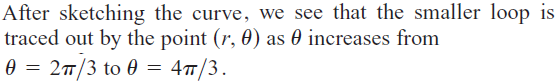 After sketching the curve, we see that the smaller loop is
traced out by the point (r, θ) as θ increases from
θ = 2π/3 to θ = 4π/3.